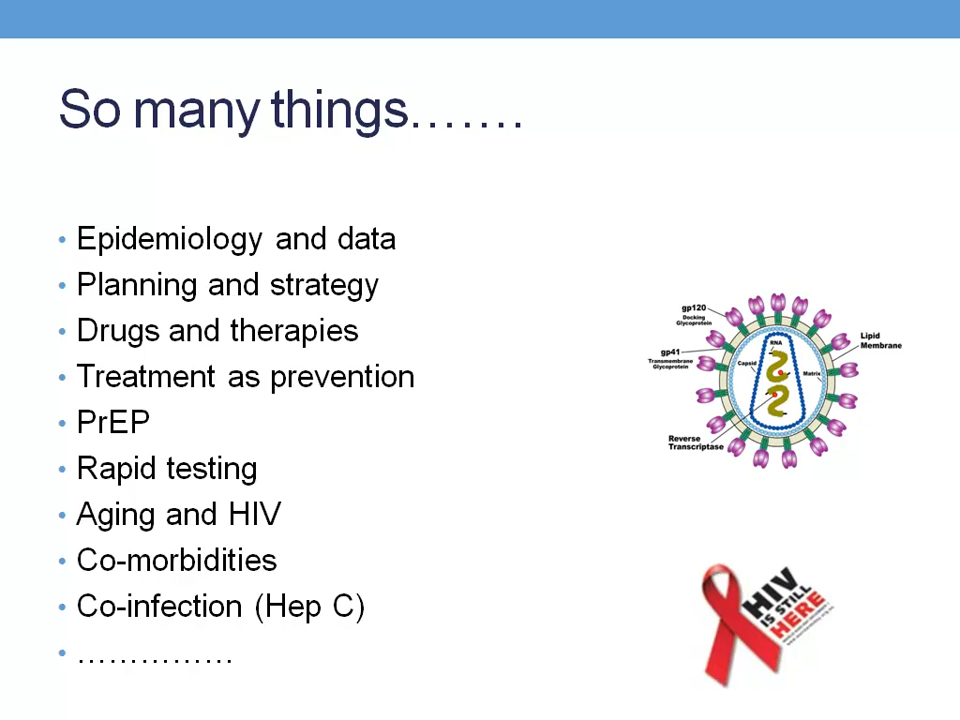 So many things…….
• Epidemiology and data
• Planning and strategy
• Drugs and therapies
• Treatment as prevention
• PrEP
• Rapid testing
• Aging and HIV
• Co-morbidities
• Co-infection (Hep C)
• ……………
gp120
Docking
Glycoprotein
gp41
Transmembrane
Glycoprotein
RNA
Capsid
Matrix
Lipid
Membrane
Reverse
Transcriptase
HIV
IS STILL
HERE